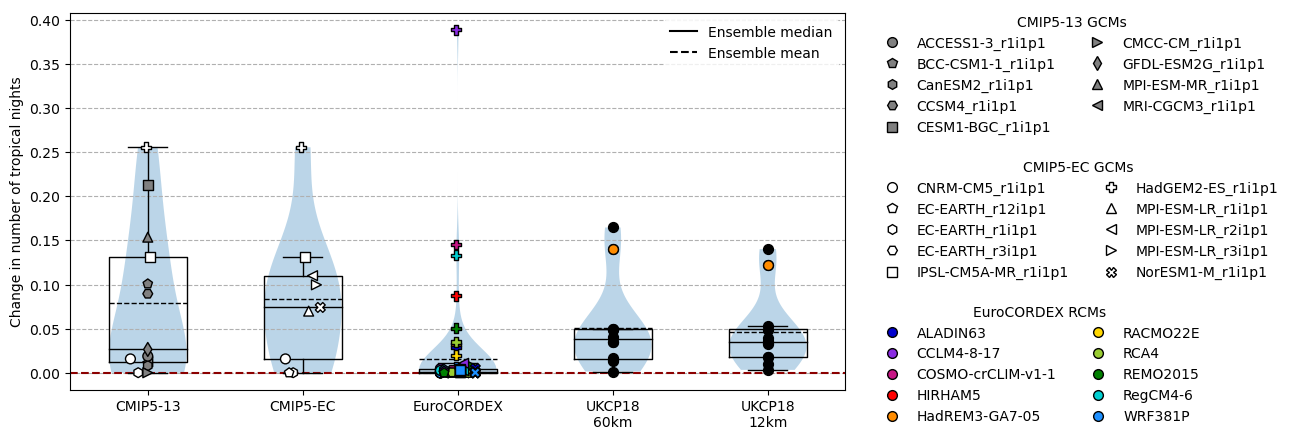 Change in number of tropical nights
0.40
0.35
0.30
0.25
0.20
0.15
0.10
0.05
0.00
Ensemble median
Ensemble mean
CMIP5-13
CMIP5-EC
EuroCORDEX
UKCP18
60km
UKCP18
12km
CMIP5-13 GCMs
ACCESS1-3_r1i1p1
BCC-CSM1-1_r1i1p1
CanESM2_r1i1p1
CCSM4_r1i1p1
CESM1-BGC_r1i1p1
CMCC-CM_r1i1p1
GFDL-ESM2G_r1i1p1
MPI-ESM-MR_r1i1p1
MRI-CGCM3_r1i1p1
CMIP5-EC GCMs
CNRM-CM5_r1i1p1
EC-EARTH_r12i1p1
EC-EARTH_r1i1p1
EC-EARTH_r3i1p1
IPSL-CM5A-MR_r1i1p1
HadGEM2-ES_r1i1p1
MPI-ESM-LR_r1i1p1
MPI-ESM-LR_r2i1p1
MPI-ESM-LR_r3i1p1
NorESM1-M_r1i1p1
EuroCORDEX RCMs
ALADIN63
CCLM4-8-17
COSMO-crCLIM-v1-1
HIRHAM5
HadREM3-GA7-05
RACMO22E
RCA4
REMO2015
RegCM4-6
WRF381P